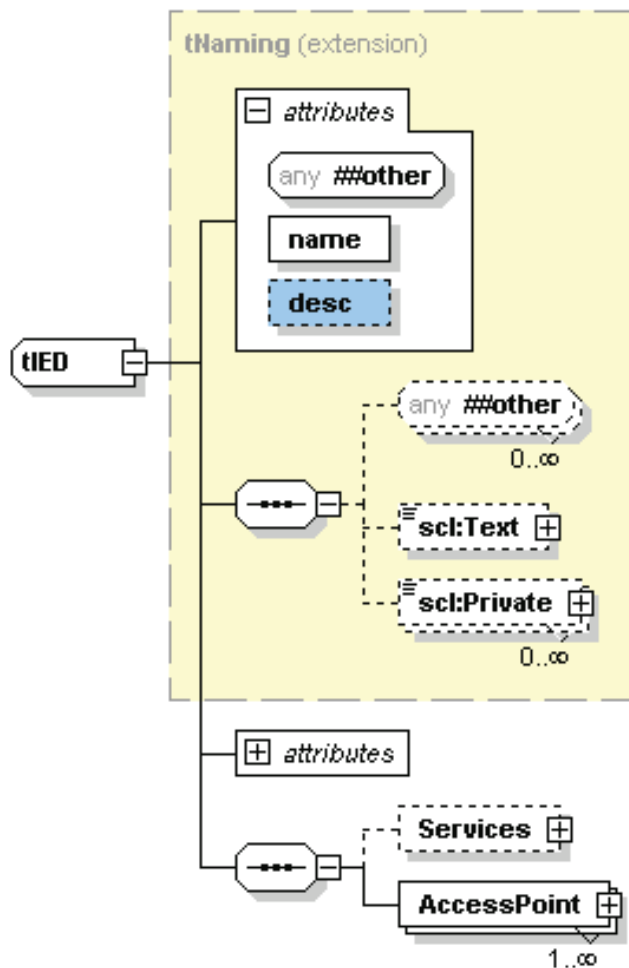 tNaming (extension)
attributes
any ##other
name
desc
tIED
any ##other
0..∞
scl:Text
scl:Private
0..∞
attributes
Services
AccessPoint
1..∞